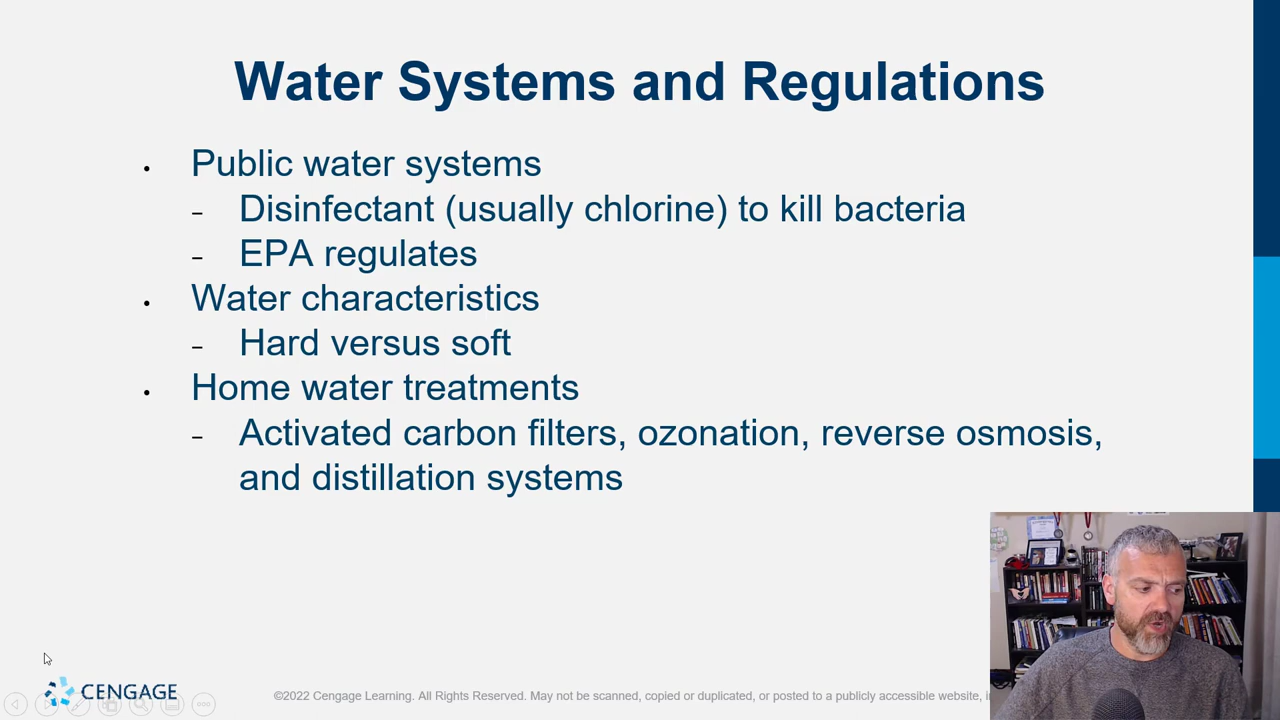 Water Systems and Regulations
• Public water systems
– Disinfectant (usually chlorine) to kill bacteria
– EPA regulates
• Water characteristics
– Hard versus soft
• Home water treatments
– Activated carbon filters, ozonation, reverse osmosis,
and distillation systems
CENGAGE
©2022 Cengage Learning. All Rights Reserved. May not be scanned, copied or duplicated, or posted to a publicly accessible website,